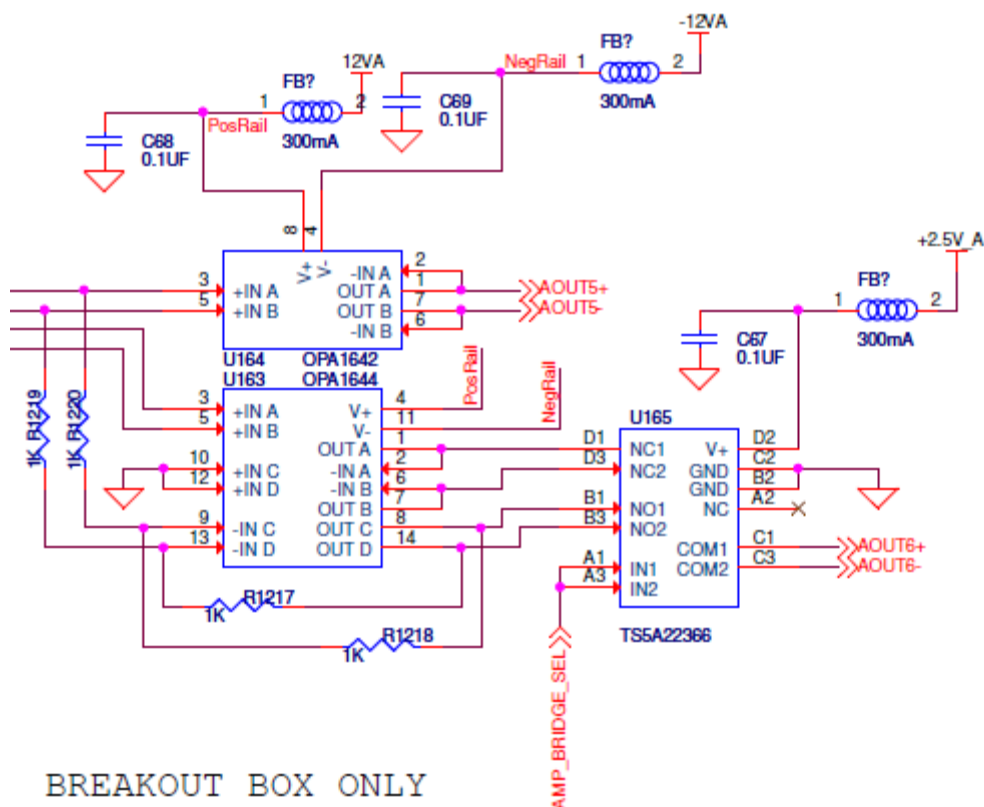 -12VA
FB?
NegRail 1 2
300mA
12VA
FB?
1 2
PosRail
300mA
C69
0.1UF
C68
0.1UF
8 4
V+ V-
3 +IN A
5 +IN B
-IN A 2
OUT A 1
OUT B 7
-IN B 6
AOUT5+
AOUT5-
U164 OPA1642
U163 OPA1644
+2.5V_A
FB?
1 2
300mA
C67
0.1UF
PosRail
NegRail
1K R1219
1K R1220
3 +IN A
5 +IN B
10 +IN C
12 +IN D
9 -IN C
13 -IN D
V+ 4
V- 11
OUT A 1
-IN A 2
-IN B 6
OUT B 7
OUT C 8
OUT D 14
U165
D1 NC1
D3 NC2
B1 NO1
B3 NO2
A1 IN1
A3 IN2
V+ D2
GND C2
GND B2
NC A2
COM1 C1
COM2 C3
AOUT6+
AOUT6-
TS5A22366
R1217
1K
R1218
1K
AMP_BRIDGE_SEL
BREAKOUT BOX ONLY